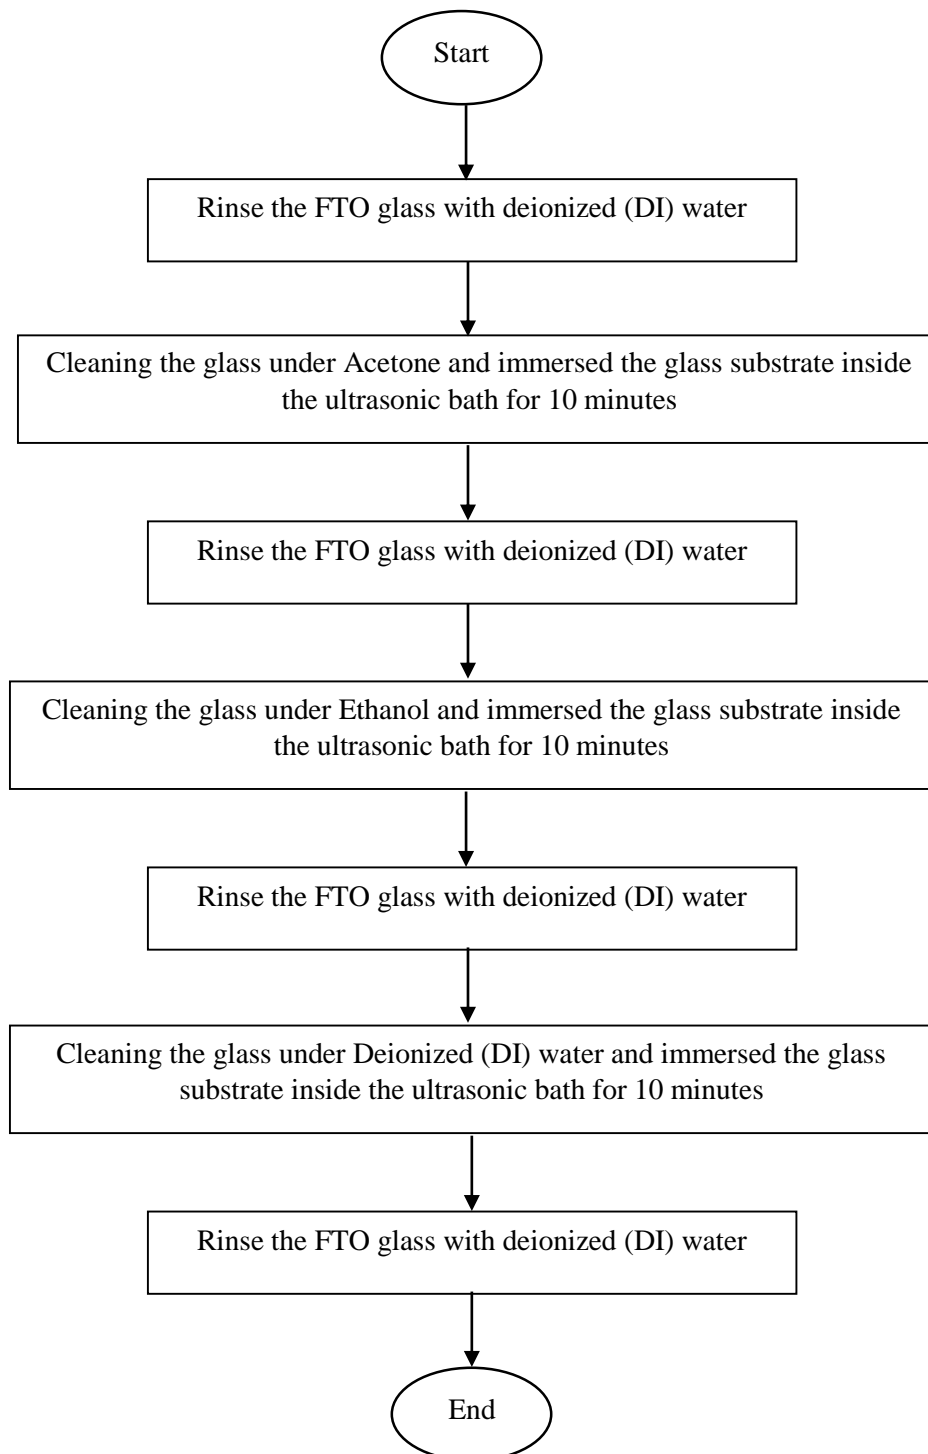 Start
Rinse the FTO glass with deionized (DI) water
Cleaning the glass under Acetone and immersed the glass substrate inside
the ultrasonic bath for 10 minutes
Rinse the FTO glass with deionized (DI) water
Cleaning the glass under Ethanol and immersed the glass substrate inside
the ultrasonic bath for 10 minutes
Rinse the FTO glass with deionized (DI) water
Cleaning the glass under Deionized (DI) water and immersed the glass
substrate inside the ultrasonic bath for 10 minutes
Rinse the FTO glass with deionized (DI) water
End